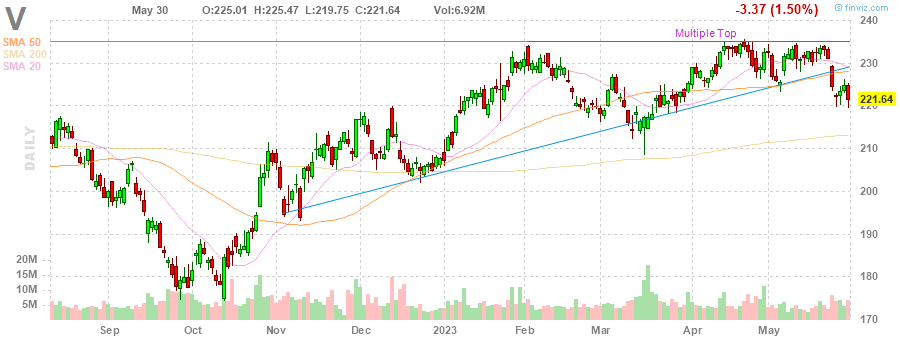 V May 30 O:225.01 H:225.47 L:219.75 C:221.64 Vol:6.92M -3.37 (1.50%) finviz.com
SMA 50
SMA 200
SMA 20
Multiple Top
240
230
221.64
220
210
200
190
180
170
DAILY
20M
15M
10M
5M
Sep Oct Nov Dec 2023 Feb Mar Apr May